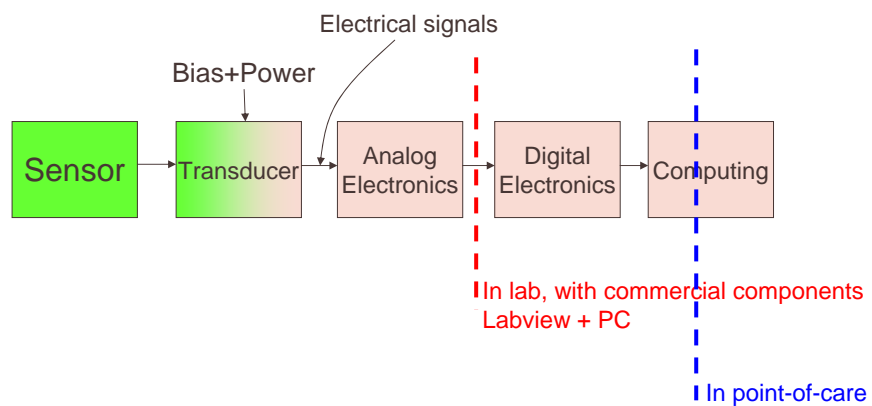 Electrical signals
Bias+Power
Sensor
Transducer
Analog
Electronics
Digital
Electronics
Computing
In lab, with commercial components
Labview + PC
In point-of-care